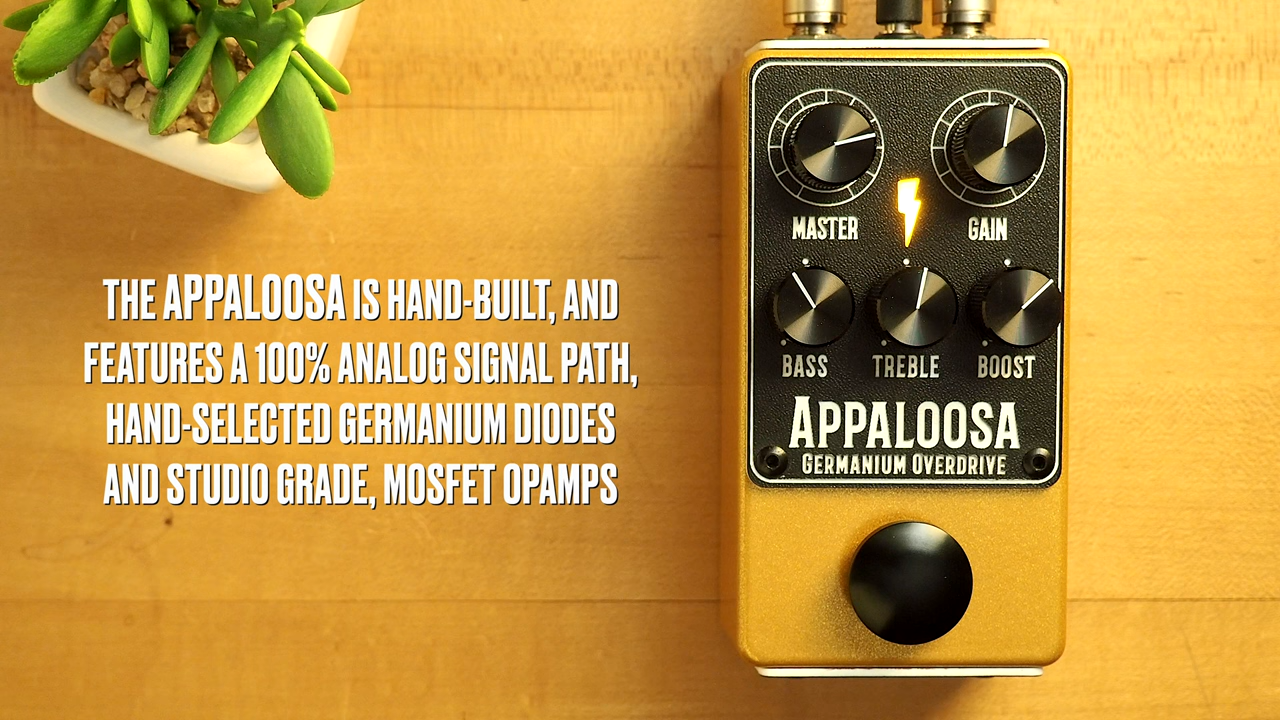 THE APPALOOSA IS HAND-BUILT, AND
FEATURES A 100% ANALOG SIGNAL PATH,
HAND-SELECTED GERMANIUM DIODES
AND STUDIO GRADE, MOSFET OPAMPS
MASTER
GAIN
BASS
TREBLE
BOOST
APPALOOSA
GERMANIUM OVERDRIVE